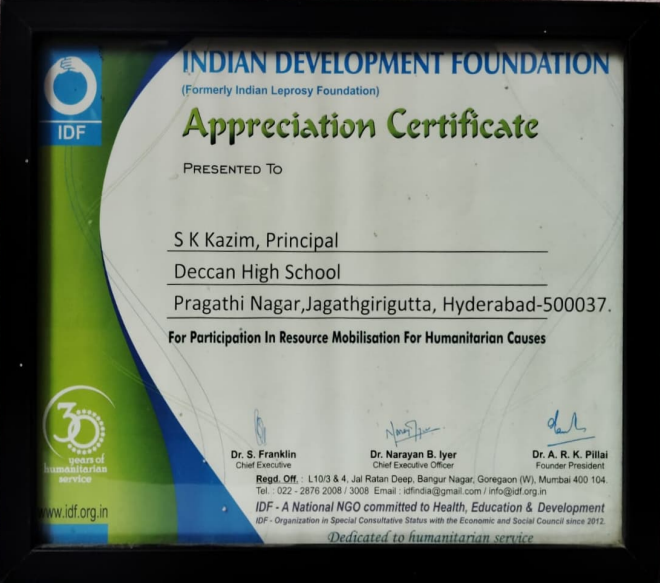 IDF
INDIAN DEVELOPMENT FOUNDATION
(Formerly Indian Leprosy Foundation)
Appreciation Certificate
PRESENTED TO
S K Kazim, Principal
Deccan High School
Pragathi Nagar,Jagathgirigutta, Hyderabad-500037.
For Participation In Resource Mobilisation For Humanitarian Causes
30
years of
humanitarian
service
www.idf.org.in
Dr. S. Franklin
Chief Executive
Dr. Narayan B. Iyer
Chief Executive Officer
Dr. A. R. K. Pillai
Founder President
Regd. Off. : L10/3 & 4, Jal Ratan Deep, Bangur Nagar, Goregaon (W), Mumbai 400 104.
Tel. : 022 - 2876 2008 / 3008 Email : idfindia@gmail.com / info@idf.org.in
IDF - A National NGO committed to Health, Education & Development
IDF - Organization in Special Consultative Status with the Economic and Social Council since 2012.
Dedicated to humanitarian service